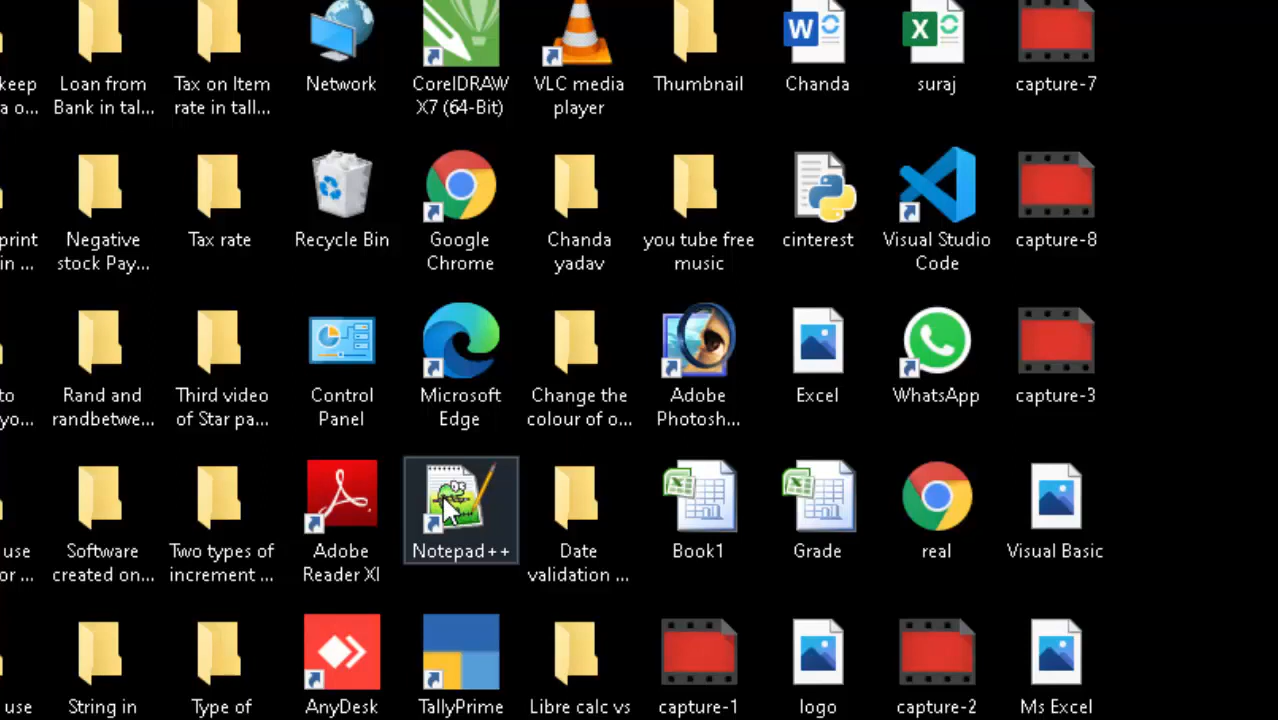 keep
a o...
Loan from
Bank in tal...
Tax on Item
rate in tall...
Network
CorelDRAW
X7 (64-Bit)
VLC media
player
Thumbnail
W
Chanda
X
suraj
capture-7
print
in ...
Negative
stock Pay...
Tax rate
Recycle Bin
Google
Chrome
Chanda
yadav
you tube free
music
cinterest
Visual Studio
Code
capture-8
to
yo...
Rand and
randbetwe...
Third video
of Star pa...
Control
Panel
Microsoft
Edge
Change the
colour of o...
Adobe
Photosh...
Excel
WhatsApp
capture-3
use
or ...
Software
created on...
Two types of
increment ...
Adobe
Reader XI
Notepad++
Date
validation ...
Book1
Grade
real
Visual Basic
use
String in
Type of
AnyDesk
TallyPrime
Libre calc vs
capture-1
logo
capture-2
Ms Excel